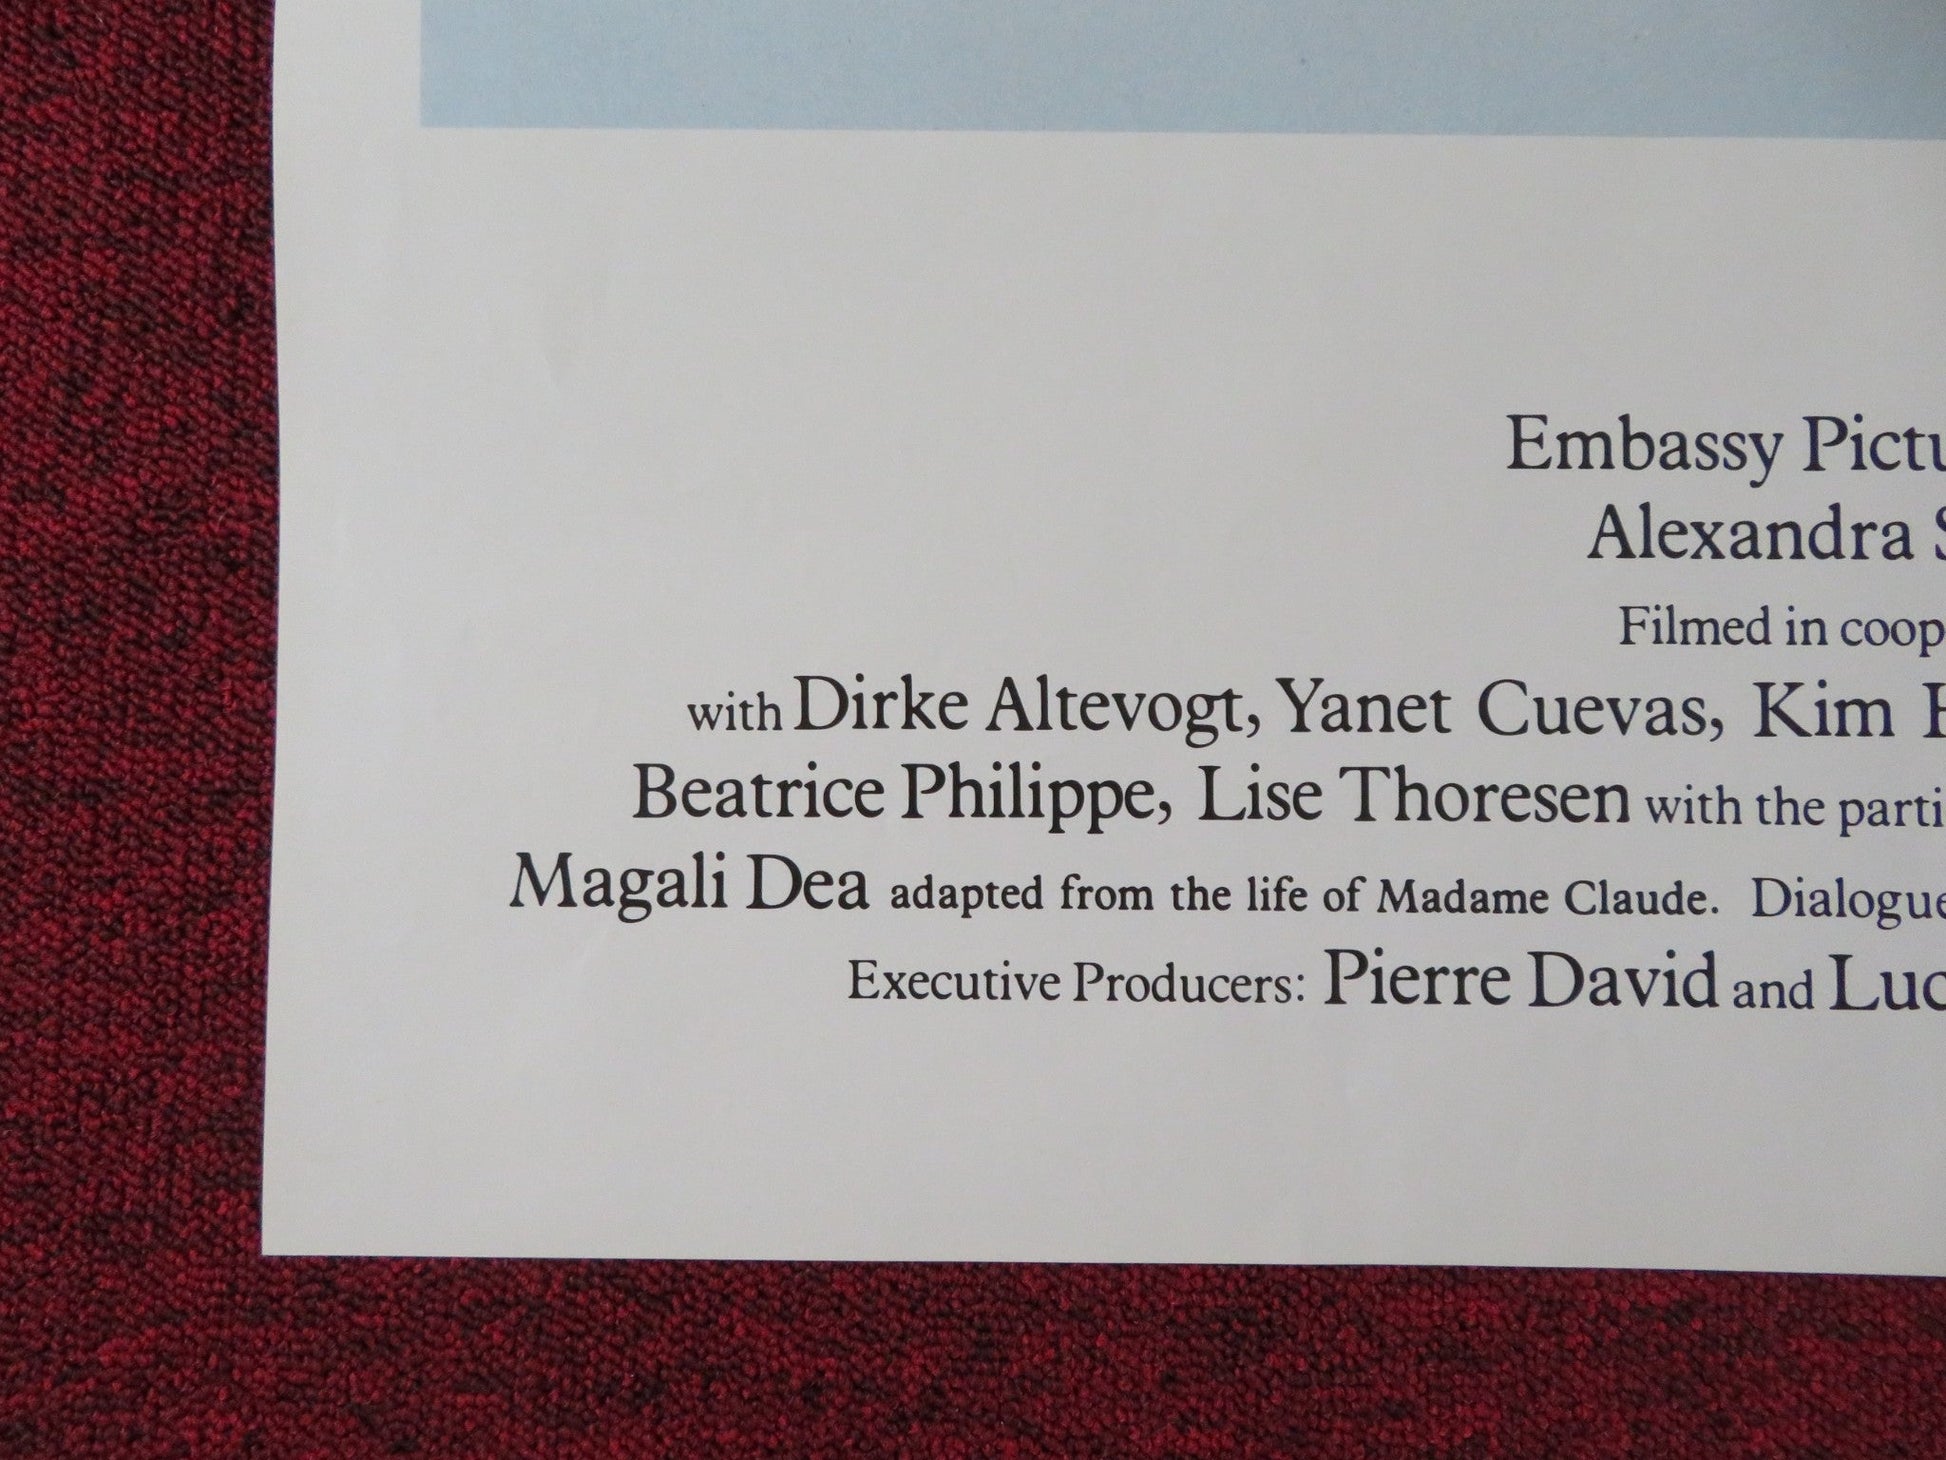 Embassy Pictu
Alexandra S
Filmed in coop
with Dirke Altevogt, Yanet Cuevas, Kim
Beatrice Philippe, Lise Thoresen with the parti
Magali Dea adapted from the life of Madame Claude. Dialogue
Executive Producers: Pierre David and Luc